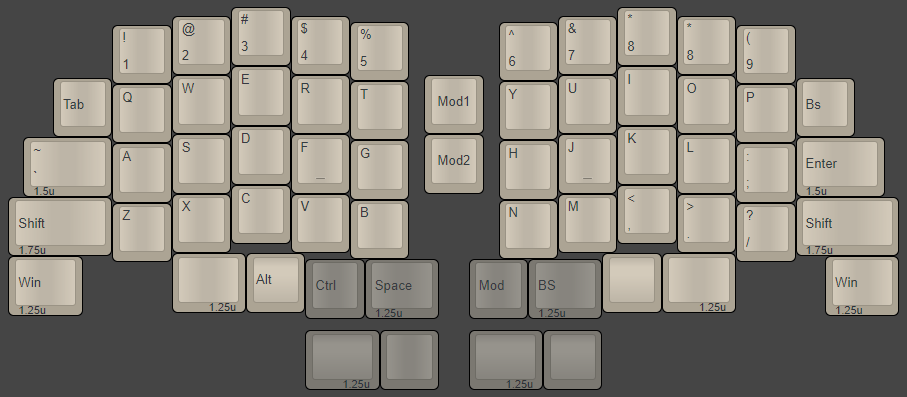 ! @ # $ % ^ & * * (
1 2 3 4 5 6 7 8 8 9
Tab Q W E R T Mod1 Y U I O P Bs
~
` A S D F G Mod2 H J K L : Enter
_ _ ;
1.5u 1.5u
Shift Z X C V B N M < > ? Shift
, . /
1.75u 1.75u
Win Alt Ctrl Space Mod BS Win
1.25u 1.25u 1.25u 1.25u 1.25u 1.25u
1.25u 1.25u